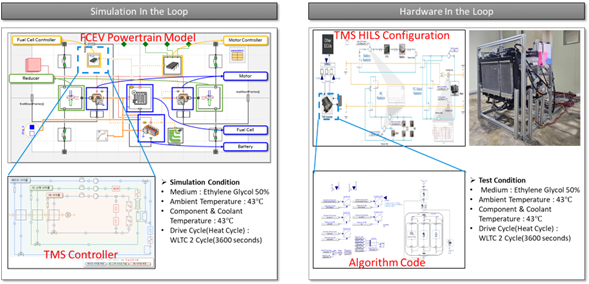 Simulation In the Loop
FCEV Powertrain Model
Fuel Cell Controller
Motor Controller
Reducer
Motor
Fuel Cell
Battery
TMS Controller
➢ Simulation Condition
• Medium : Ethylene Glycol 50%
• Ambient Temperature : 43℃
• Component & Coolant
Temperature : 43℃
• Drive Cycle(Heat Cycle) :
WLTC 2 Cycle(3600 seconds)
Hardware In the Loop
TMS HILS Configuration
Algorithm Code
➢ Test Condition
• Medium : Ethylene Glycol 50%
• Ambient Temperature : 43℃
• Component & Coolant
Temperature : 43℃
• Drive Cycle(Heat Cycle) :
WLTC 2 Cycle(3600 seconds)